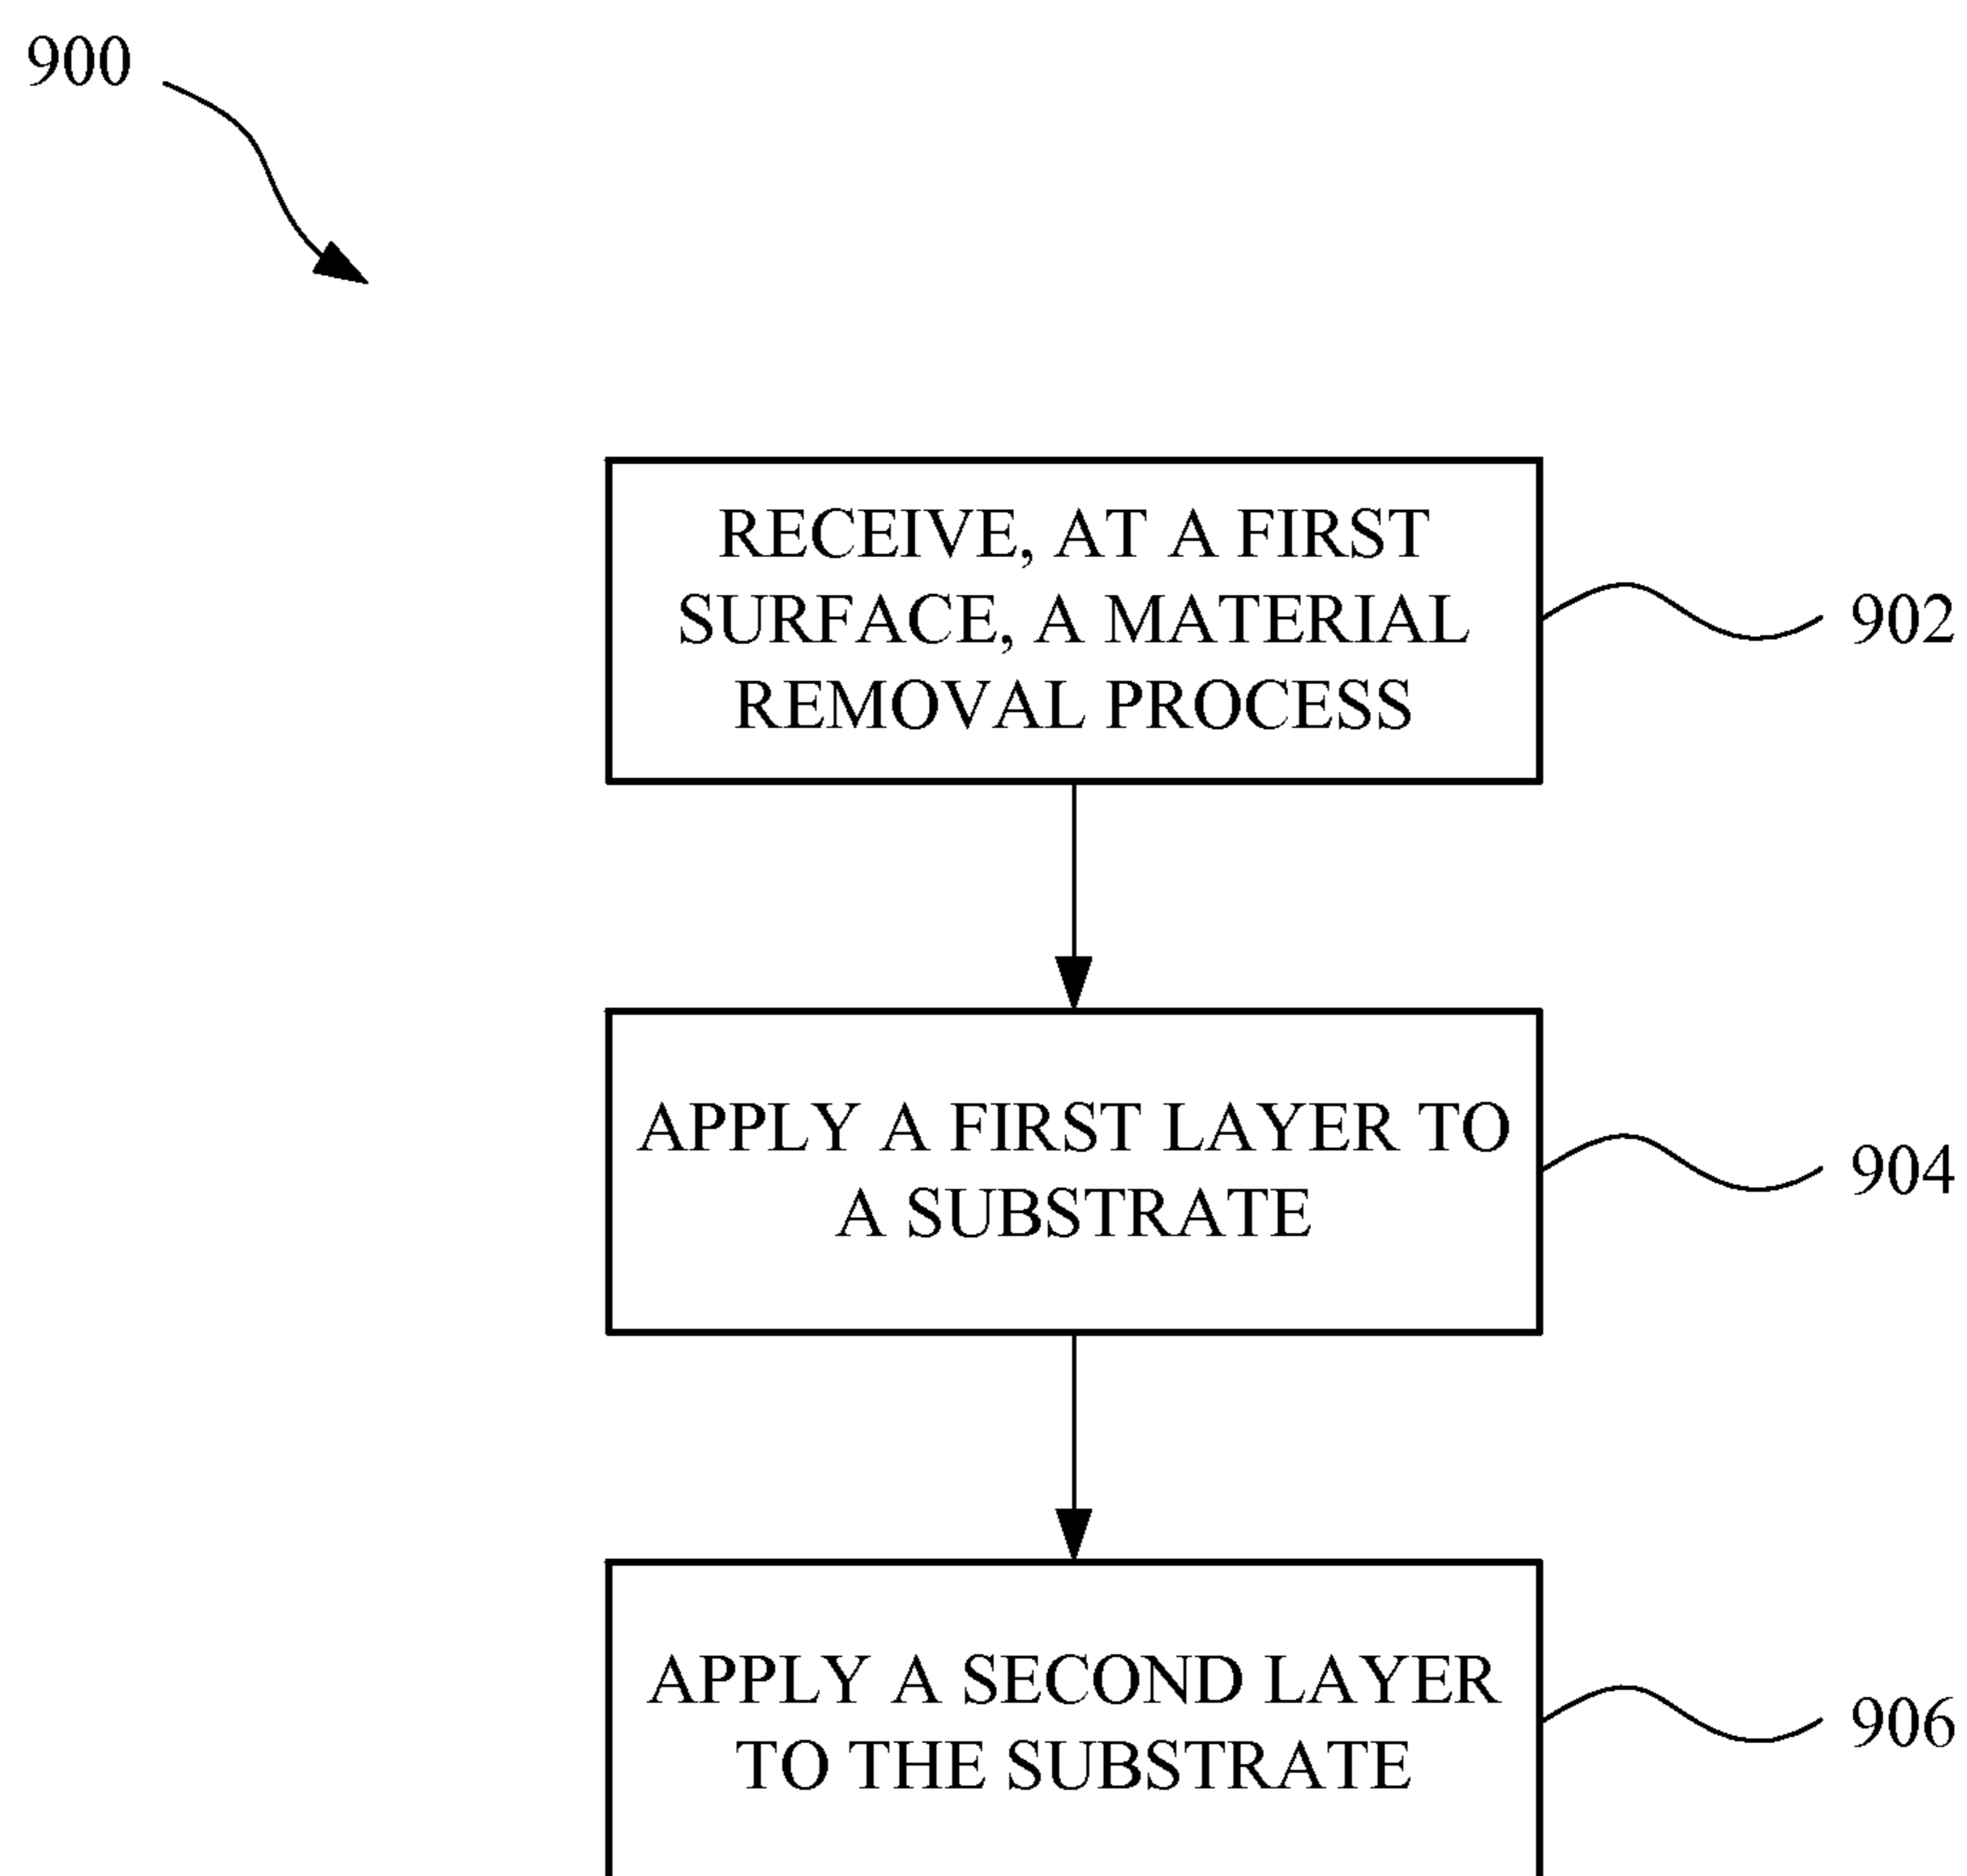 900
RECEIVE, AT A FIRST
SURFACE, A MATERIAL
REMOVAL PROCESS
902
APPLY A FIRST LAYER TO
A SUBSTRATE
904
APPLY A SECOND LAYER
TO THE SUBSTRATE
906